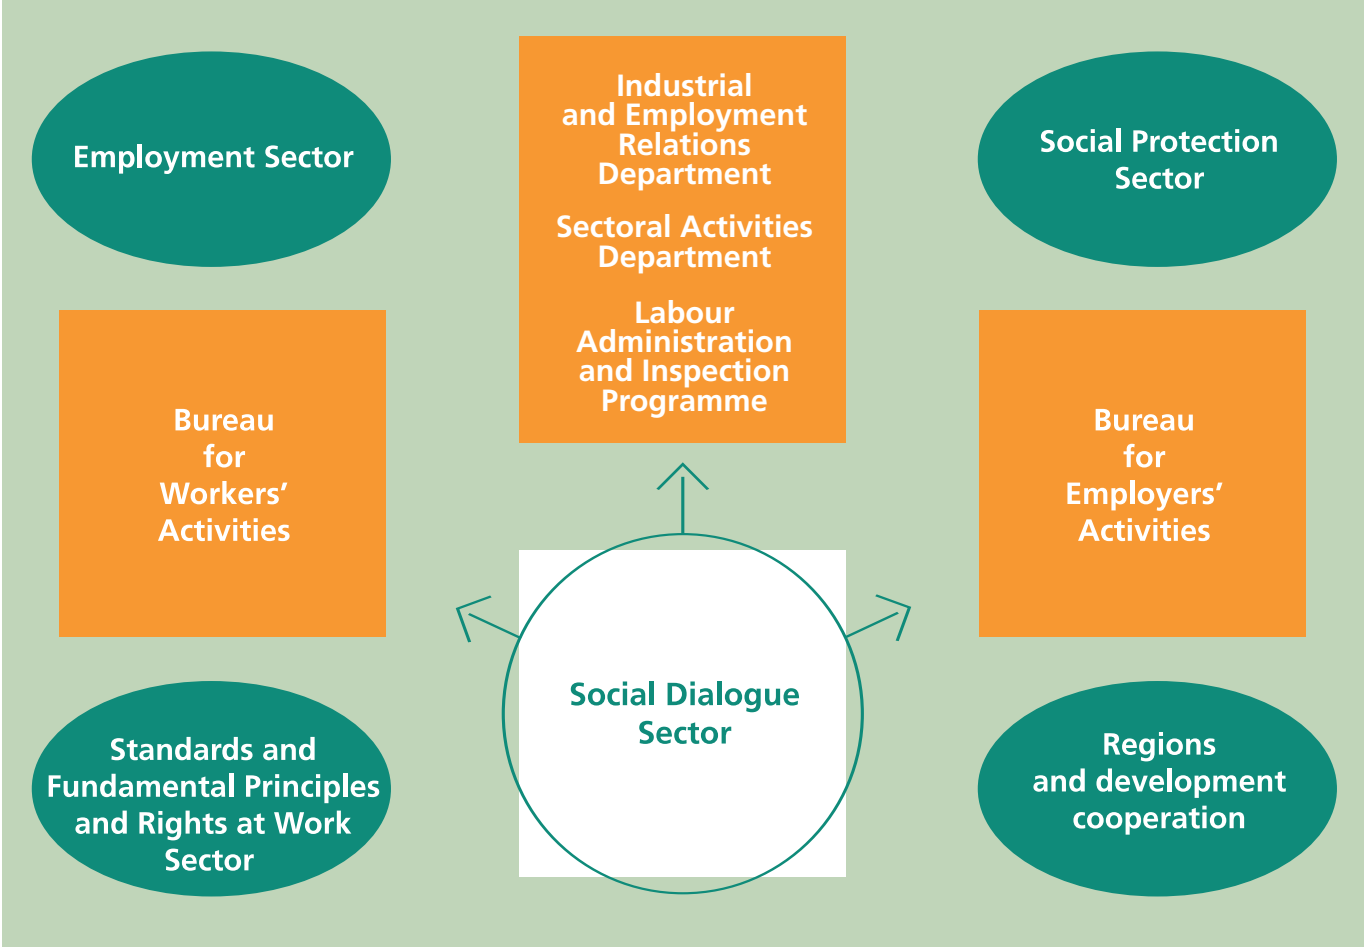 Employment Sector
Industrial
and Employment
Relations
Department
Sectoral Activities
Department
Labour
Administration
and Inspection
Programme
Social Protection
Sector
Bureau
for
Workers’
Activities
Bureau
for
Employers’
Activities
Social Dialogue
Sector
Standards and
Fundamental Principles
and Rights at Work
Sector
Regions
and development
cooperation